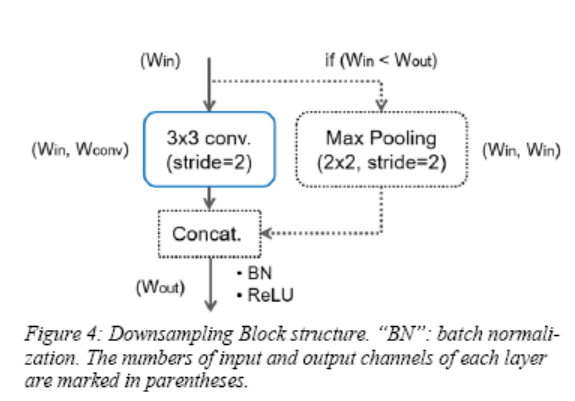 (Win)
if (Win < Wout)
(Win, Wconv)
3x3 conv.
(stride=2)
Max Pooling
(2x2, stride=2)
(Win, Win)
Concat.
(Wout)
• BN
• ReLU
Figure 4: Downsampling Block structure. “BN”: batch normali-
zation. The numbers of input and output channels of each layer
are marked in parentheses.